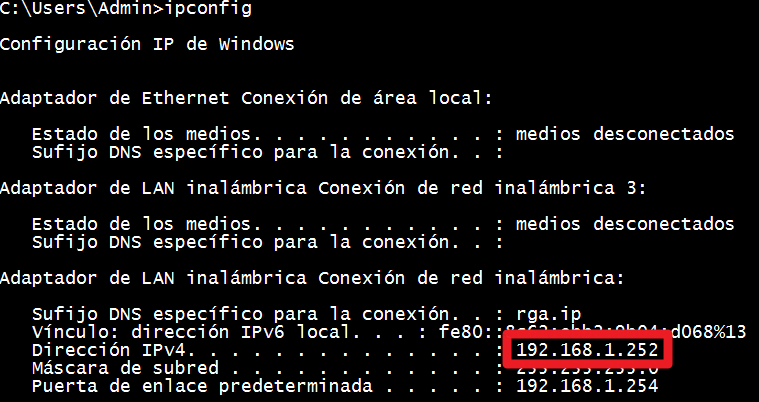 C:\Users\Admin>ipconfig
Configuración IP de Windows
Adaptador de Ethernet Conexión de área local:
Estado de los medios. . . . . . . . . . . : medios desconectados
Sufijo DNS específico para la conexión. . :
Adaptador de LAN inalámbrica Conexión de red inalámbrica 3:
Estado de los medios. . . . . . . . . . . : medios desconectados
Sufijo DNS específico para la conexión. . :
Adaptador de LAN inalámbrica Conexión de red inalámbrica:
Sufijo DNS específico para la conexión. . : rga.ip
Vínculo: dirección IPv6 local. . . : d068%13
Dirección IPv4. . . . . . . . . . . . . . : 192.168.1.252
Máscara de subred . . . . . . . . . . . . :
Puerta de enlace predeterminada . . . . . : 192.168.1.254